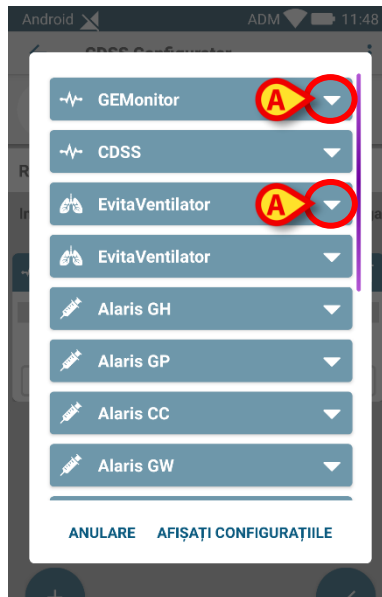 Android ADM 11:48
CDSS Configurator
GEMonitor A
CDSS
EvitaVentilator A
EvitaVentilator
Alaris GH
Alaris GP
Alaris CC
Alaris GW
ANULARE AFIȘAȚI CONFIGURAȚIILE